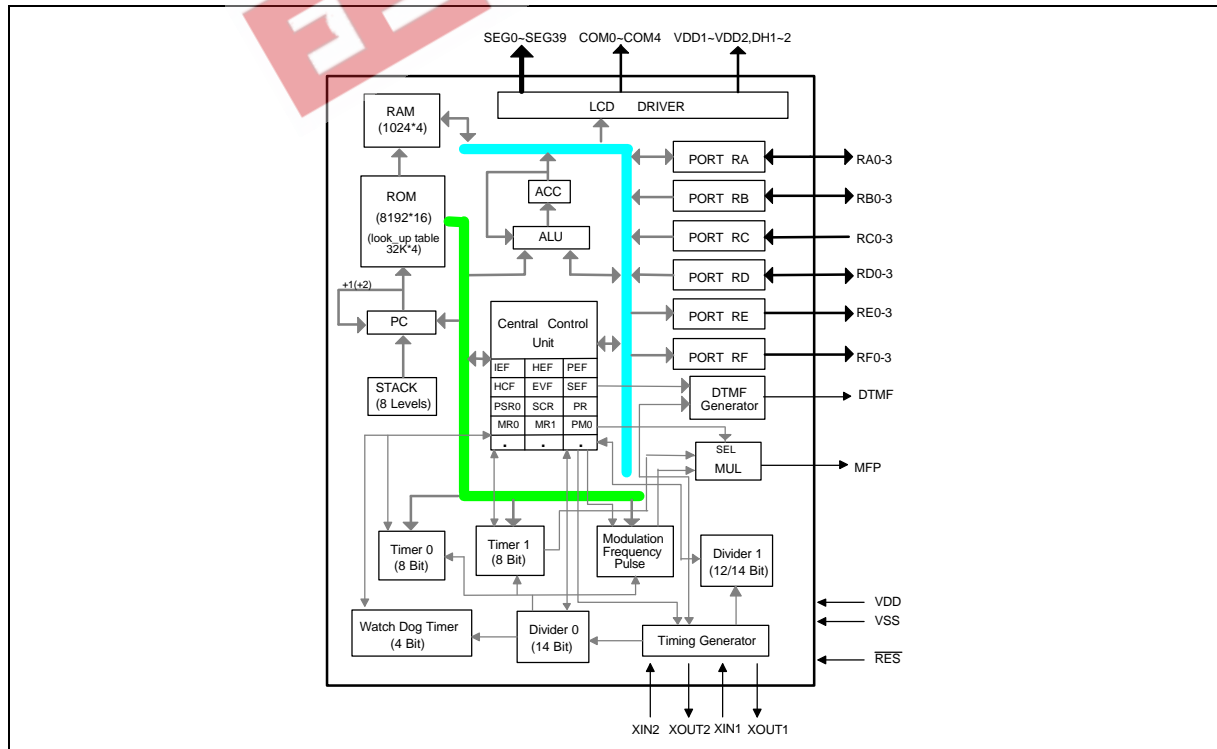 SEG0~SEG39 COM0~COM4 VDD1~VDD2,DH1~2
LCD DRIVER
RAM
(1024*4)
ROM
(8192*16)
(look_up table
32K*4)
+1(+2)
PC
STACK
(8 Levels)
ACC
ALU
PORT RA RA0-3
PORT RB RB0-3
PORT RC RC0-3
PORT RD RD0-3
PORT RE RE0-3
PORT RF RF0-3
Central Control
Unit
IEF HEF PEF
HCF EVF SEF
PSR0 SCR PR
MR0 MR1 PM0
. . .
DTMF
Generator
DTMF
SEL
MUL
MFP
Timer 0
(8 Bit)
Timer 1
(8 Bit)
Modulation
Frequency
Pulse
Divider 1
(12/14 Bit)
Watch Dog Timer
(4 Bit)
Divider 0
(14 Bit)
Timing Generator
VDD
VSS
RES
XIN2 XOUT2 XIN1 XOUT1